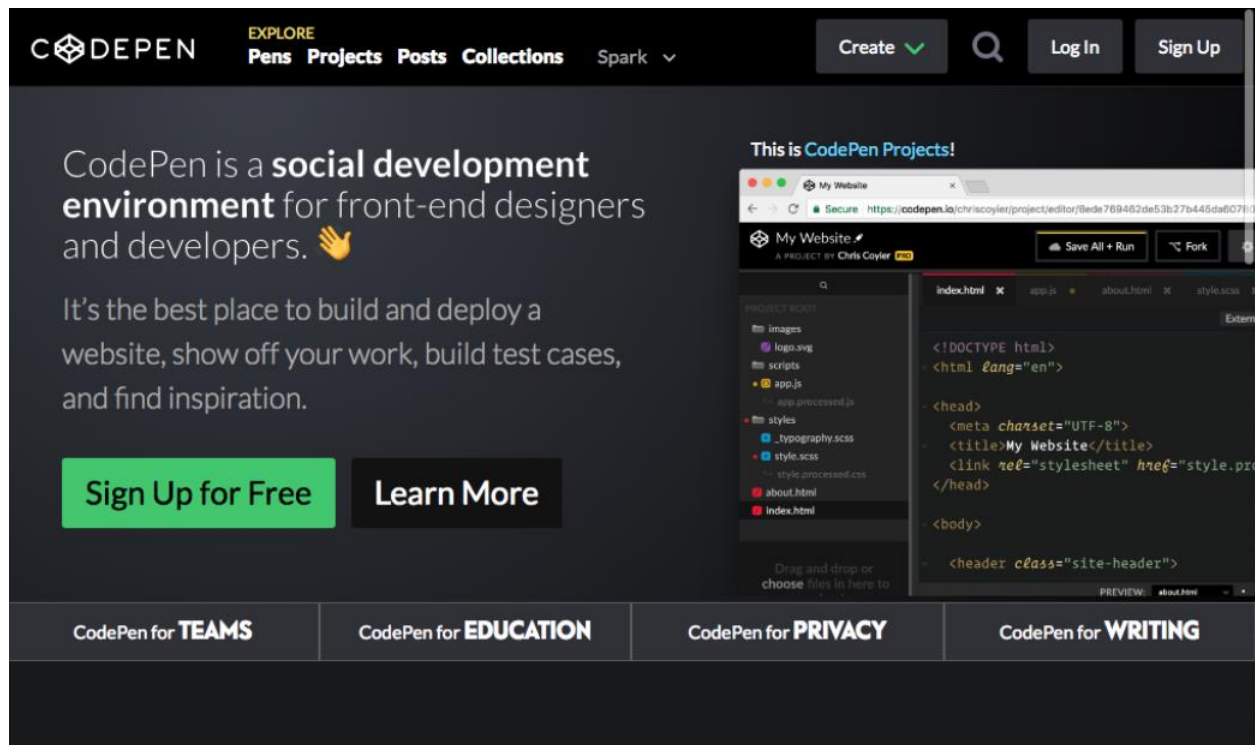 CODEPEN
EXPLORE
Pens Projects Posts Collections Spark
Create
Log In
Sign Up
CodePen is a social development
environment for front-end designers
and developers. 👋
It’s the best place to build and deploy a
website, show off your work, build test cases,
and find inspiration.
Sign Up for Free
Learn More
This is CodePen Projects!
My Website
Secure https://codepen.io/chriscoyier/project/editor/
My Website
A PROJECT BY Chris Coyier PRO
Save All + Run
Fork
PROJECT ROOT
images
logo.svg
scripts
app.js
app.processed.js
styles
_typography.scss
style.scss
style.processed.css
about.html
index.html
Drag and drop or
choose files in here to
index.html app.js about.html style.scss
Extern
<!DOCTYPE html>
<html lang="en">
<head>
<meta charset="UTF-8">
<title>My Website</title>
<link rel="stylesheet" href="style.pro
</head>
<body>
<header class="site-header">
PREVIEW: about.html
CodePen for TEAMS
CodePen for EDUCATION
CodePen for PRIVACY
CodePen for WRITING